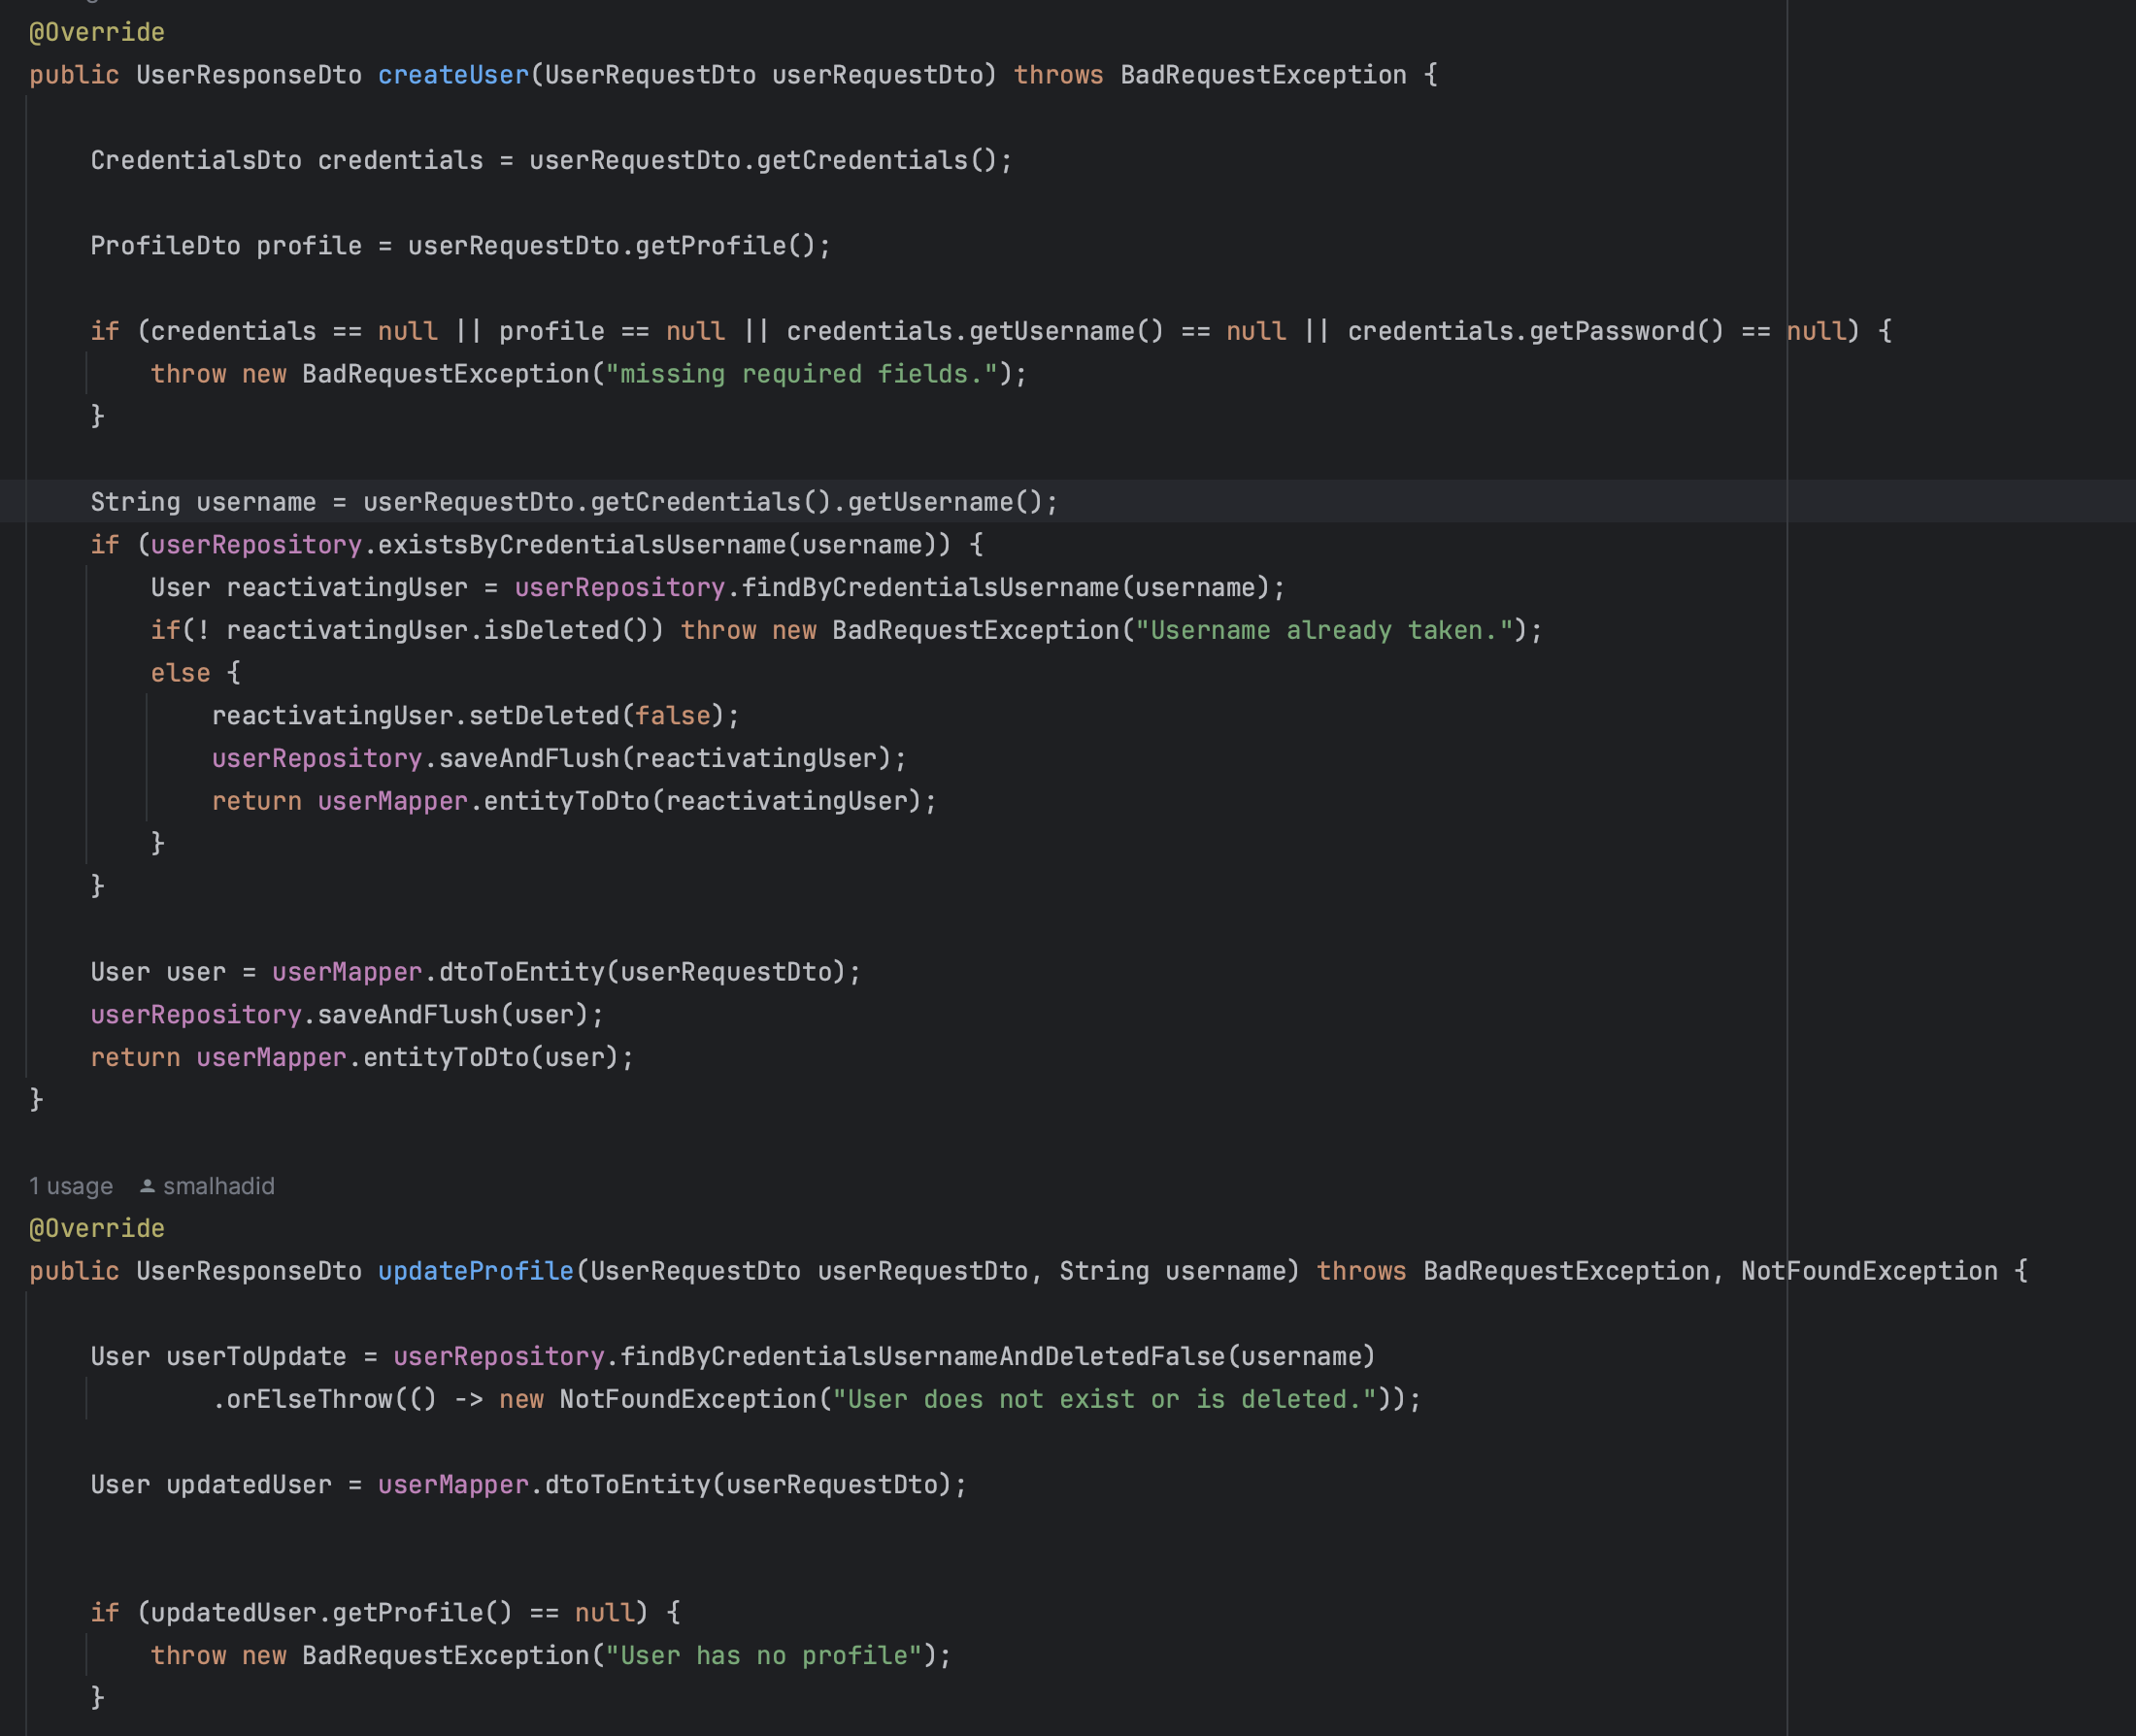 @Override
public UserResponseDto createUser(UserRequestDto userRequestDto) throws BadRequestException {
CredentialsDto credentials = userRequestDto.getCredentials();
ProfileDto profile = userRequestDto.getProfile();
if (credentials == null || profile == null || credentials.getUsername() == null || credentials.getPassword() == null) {
throw new BadRequestException("missing required fields.");
}
String username = userRequestDto.getCredentials().getUsername();
if (userRepository.existsByCredentialsUsername(username)) {
User reactivatingUser = userRepository.findByCredentialsUsername(username);
if(! reactivatingUser.isDeleted()) throw new BadRequestException("Username already taken.");
else {
reactivatingUser.setDeleted(false);
userRepository.saveAndFlush(reactivatingUser);
return userMapper.entityToDto(reactivatingUser);
}
}
User user = userMapper.dtoToEntity(userRequestDto);
userRepository.saveAndFlush(user);
return userMapper.entityToDto(user);
}
1 usage smalhadid
@Override
public UserResponseDto updateProfile(UserRequestDto userRequestDto, String username) throws BadRequestException, NotFoundException {
User userToUpdate = userRepository.findByCredentialsUsernameAndDeletedFalse(username)
.orElseThrow(() -> new NotFoundException("User does not exist or is deleted."));
User updatedUser = userMapper.dtoToEntity(userRequestDto);
if (updatedUser.getProfile() == null) {
throw new BadRequestException("User has no profile");
}